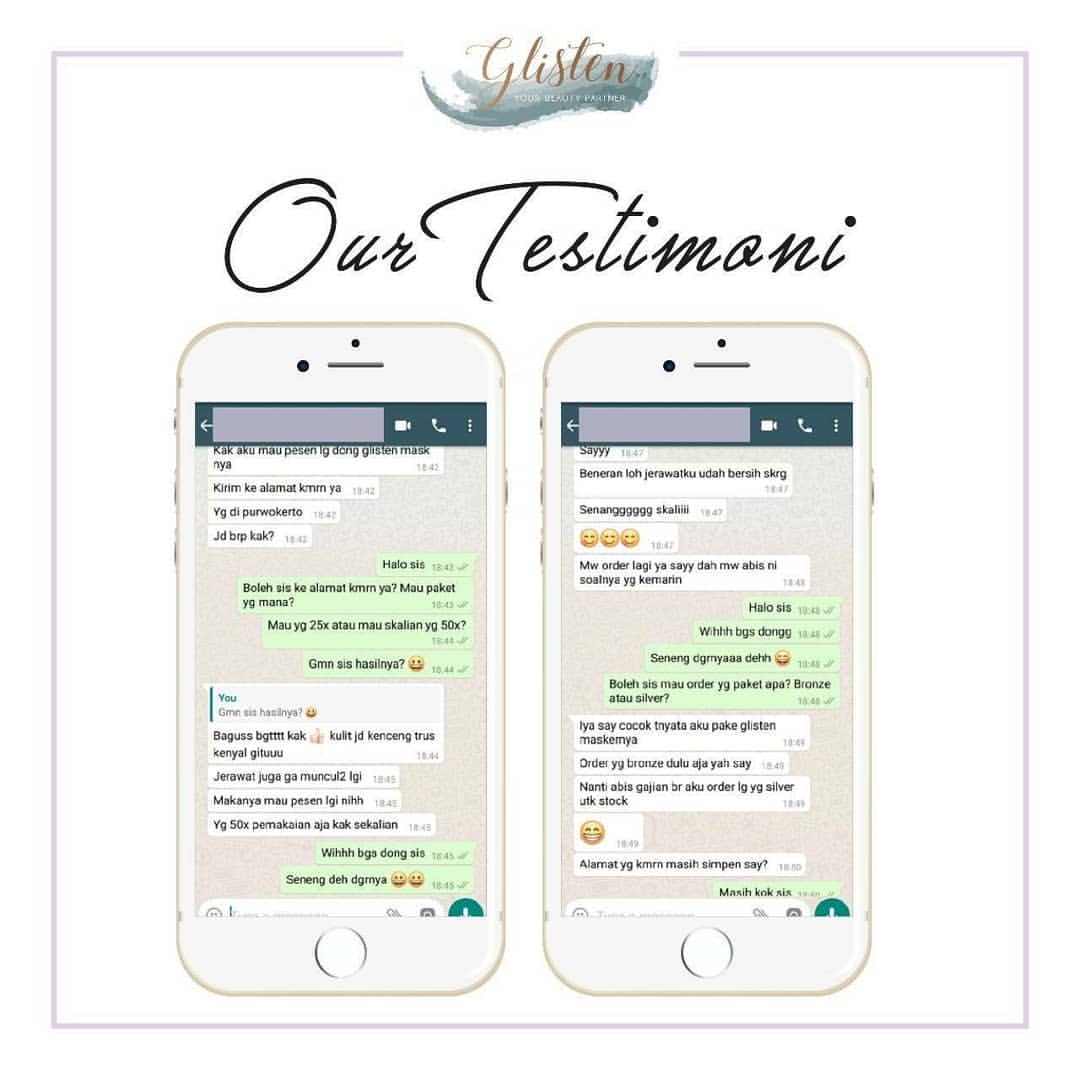 Glisten
YOUR BEAUTY PARTNER
Our Testimoni
Kak aku mau pesen lg dong glisten mask
nya
18:42
Kirim ke alamat kmrn ya 18:42
Yg di purwokerto 18:42
Jd brp kak? 18:42
Halo sis 18:43
Boleh sis ke alamat kmrn ya? Mau paket
yg mana? 18:43
Mau yg 25x atau mau skalian yg 50x?
18:44
Gmn sis hasilnya? 😀 18:44
You
Gmn sis hasilnya? 😀
Baguss bgtttt kak 👍🏻 kulit jd kenceng trus
kenyal gituuu 18:44
Jerawat juga ga muncul2 lgi 18:45
Makanya mau pesen lgi nihh 18:45
Yg 50x pemakaian aja kak sekalian 18:45
Wihhh bgs dong sis 18:45
Seneng deh dgrnya 😀😀 18:45
Sayyy 18:47
Beneran loh jerawatku udah bersih skrg
18:47
Senangggggg skaliiii 18:47
😋😋😋 18:47
Mw order lagi ya sayy dah mw abis ni
soalnya yg kemarin 18:48
Halo sis 18:48
Wihhh bgs dongg 18:48
Seneng dgrnyaaa dehh 😄 18:48
Boleh sis mau order yg paket apa? Bronze
atau silver? 18:48
Iya say cocok tnyata aku pake glisten
maskernya 18:49
Order yg bronze dulu aja yah say 18:49
Nanti abis gajian br aku order lg yg silver
utk stock 18:49
😁 18:49
Alamat yg kmrn masih simpen say? 18:50
Masih kok sis